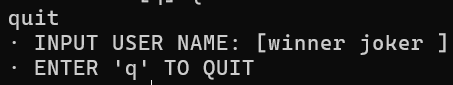 quit
· INPUT USER NAME: [winner joker ]
· ENTER 'q' TO QUIT